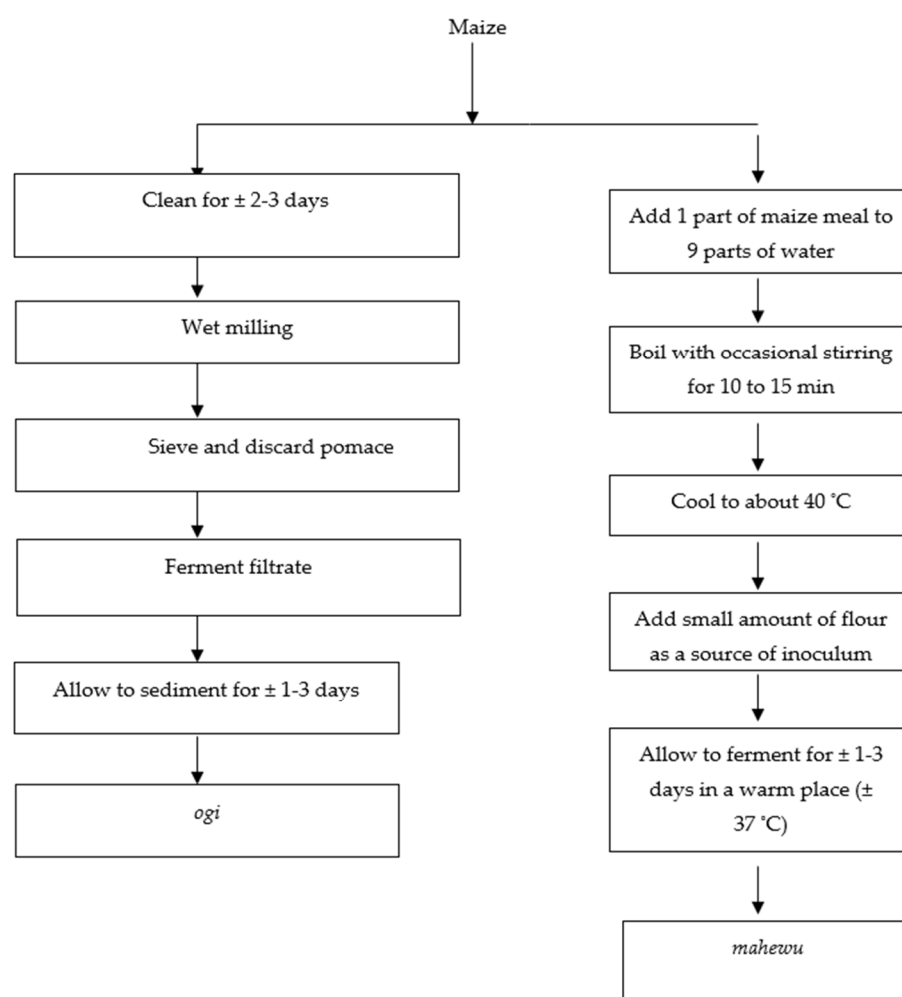 Maize
Clean for ± 2-3 days
Wet milling
Sieve and discard pomace
Ferment filtrate
Allow to sediment for ± 1-3 days
ogi
Add 1 part of maize meal to
9 parts of water
Boil with occasional stirring
for 10 to 15 min
Cool to about 40 °C
Add small amount of flour
as a source of inoculum
Allow to ferment for ± 1-3
days in a warm place (±
37 °C)
mahewu